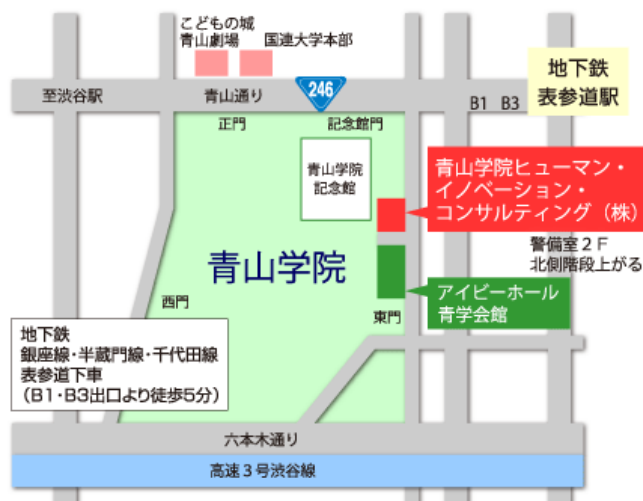 こどもの城
青山劇場
国連大学本部
246
地下鉄
表参道駅
至渋谷駅
青山通り
B1 B3
正門
記念館門
青山学院
記念館
青山学院ヒューマン・
イノベーション・
コンサルティング（株）
警備室２Ｆ
北側階段上がる
青山学院
アイビーホール
青学会館
西門
東門
地下鉄
銀座線・半蔵門線・千代田線
表参道下車
（B1・B3出口より徒歩5分）
六本木通り
高速３号渋谷線